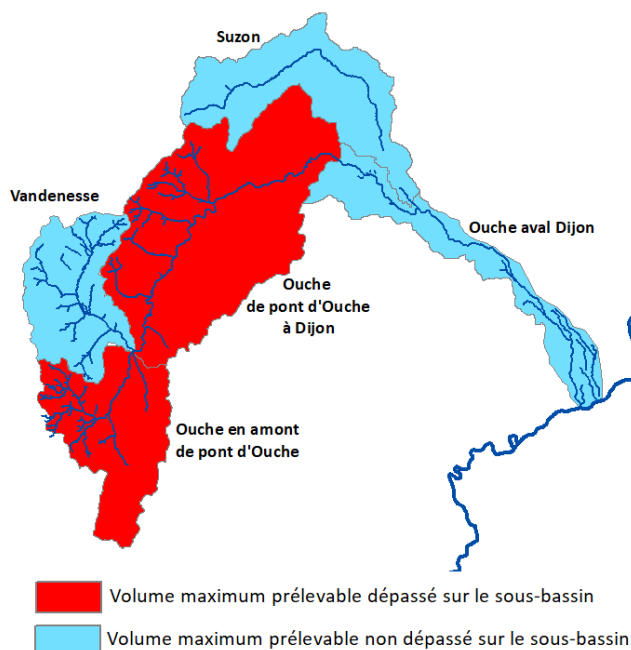 Suzon
Vandenesse
Ouche aval Dijon
Ouche
de pont d'Ouche
à Dijon
Ouche en amont
de pont d'Ouche
Volume maximum prélevable dépassé sur le sous-bassin
Volume maximum prélevable non dépassé sur le sous-bassin